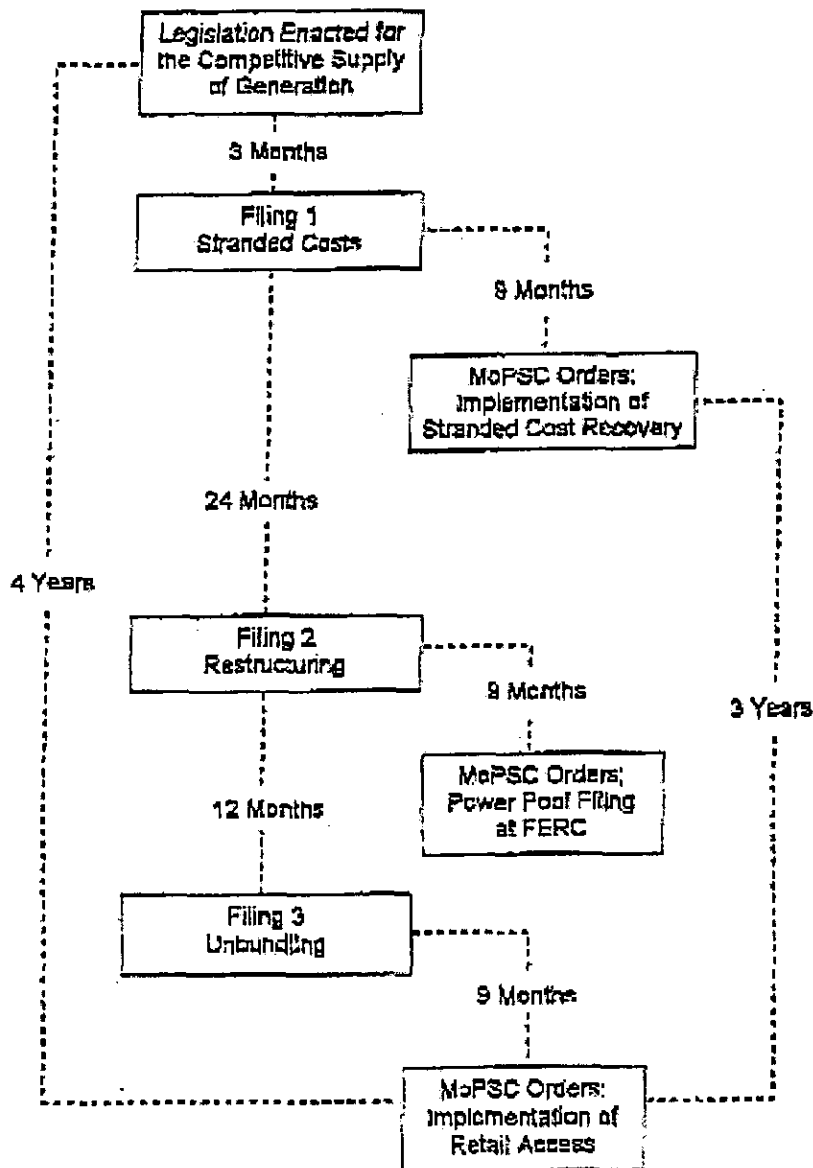 Legislation Enacted for
the Competitive Supply
of Generation
3 Months
Filing 1
Stranded Costs
9 Months
MoPSC Orders:
Implementation of
Stranded Cost Recovery
24 Months
4 Years
Filing 2
Restructuring
9 Months
3 Years
MoPSC Orders;
Power Pool Filing
at FERC
12 Months
Filing 3
Unbundling
9 Months
MoPSC Orders:
Implementation of
Retail Access